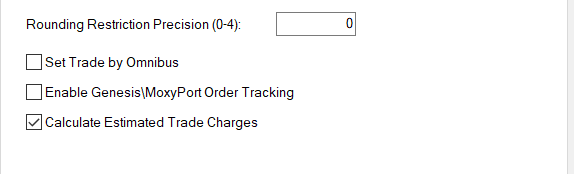 Rounding Restriction Precision (0-4): 0
Set Trade by Omnibus
Enable Genesis\MoxyPort Order Tracking
Calculate Estimated Trade Charges